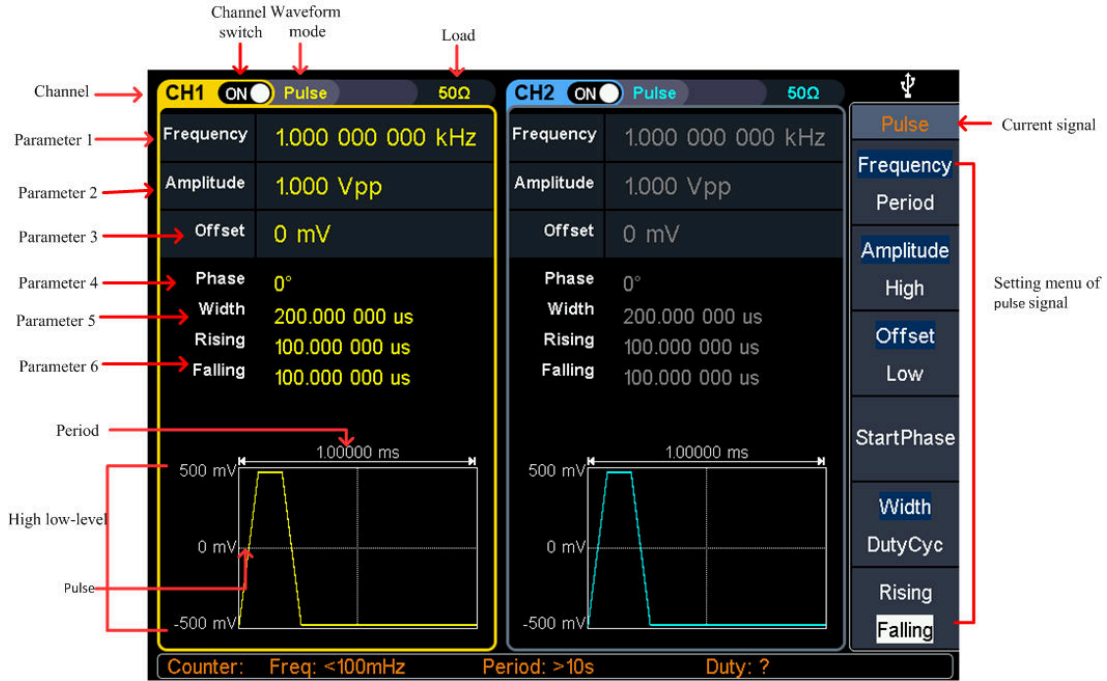 Channel Waveform
switch mode
Load
Channel
CH1 ON Pulse 50Ω
CH2 ON Pulse 50Ω
Pulse
Current signal
Parameter 1
Frequency 1.000 000 000 kHz
Frequency 1.000 000 000 kHz
Frequency
Period
Parameter 2
Amplitude 1.000 Vpp
Amplitude 1.000 Vpp
Parameter 3
Offset 0 mV
Offset 0 mV
Amplitude
High
Parameter 4
Phase 0°
Phase 0°
Setting menu of
pulse signal
Parameter 5
Width 200.000 000 us
Width 200.000 000 us
Rising 100.000 000 us
Rising 100.000 000 us
Offset
Low
Parameter 6
Falling 100.000 000 us
Falling 100.000 000 us
Period
1.00000 ms
1.00000 ms
StartPhase
500 mV
500 mV
High low-level
0 mV
0 mV
Width
DutyCyc
Pulse
-500 mV
-500 mV
Rising
Falling
Counter: Freq: <100mHz Period: >10s Duty: ?